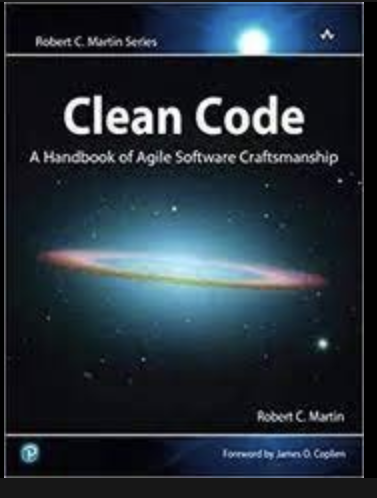 Robert C. Martin Series
Clean Code
A Handbook of Agile Software Craftsmanship
Robert C. Martin
Foreword by James O. Coplien